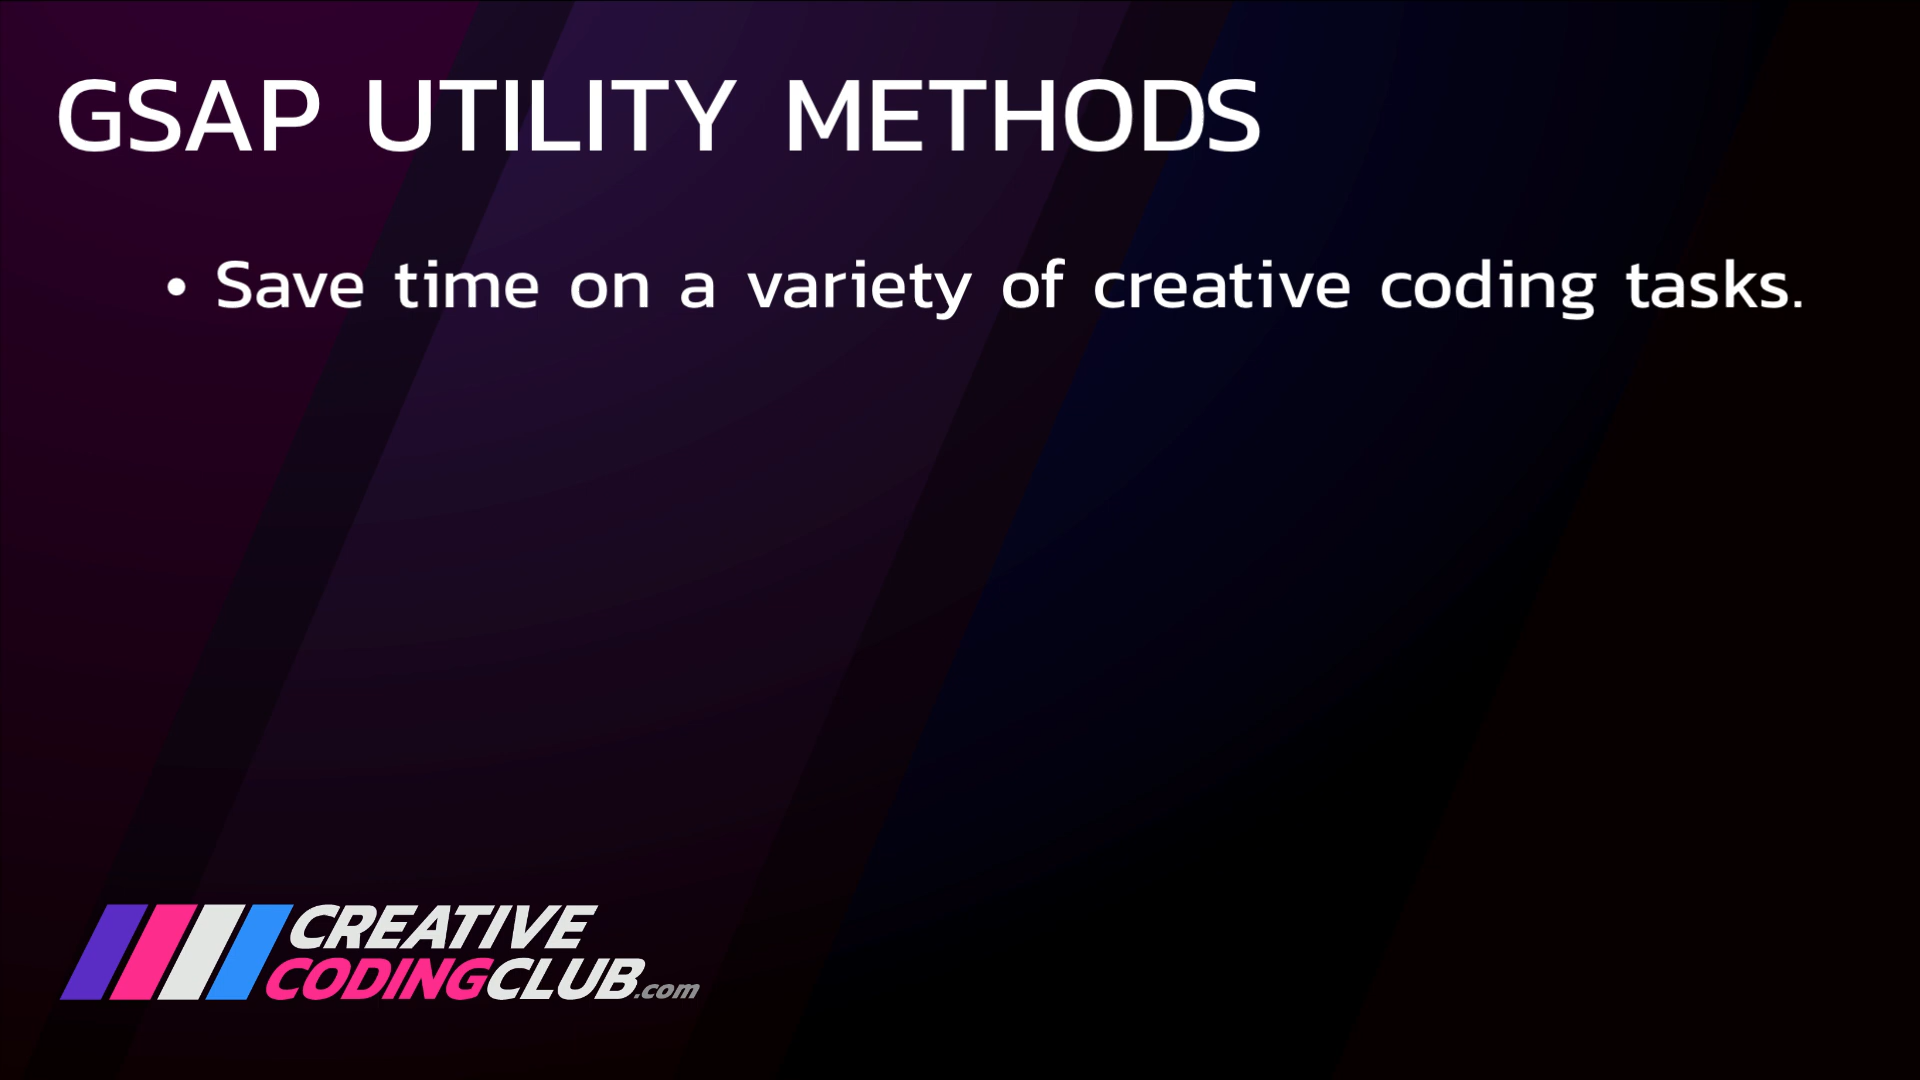 GSAP UTILITY METHODS
• Save time on a variety of creative coding tasks.
CREATIVE
CODINGCLUB.com